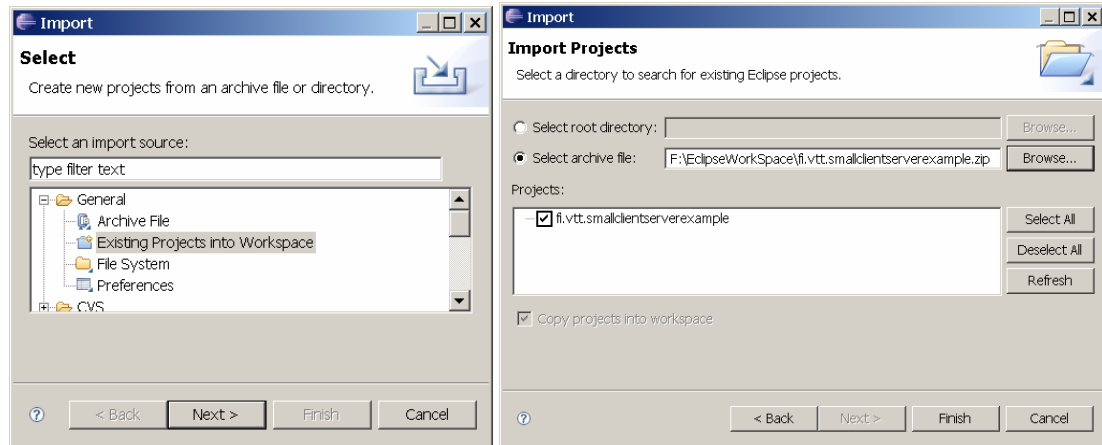 Import
Select
Create new projects from an archive file or directory.
Select an import source:
type filter text
General
Archive File
Existing Projects into Workspace
File System
Preferences
CVS
< Back
Next >
Finish
Cancel
Import
Import Projects
Select a directory to search for existing Eclipse projects.
Select root directory:
Browse...
Select archive file:
F:\EclipseWorkSpace\fi.vtt.smallclientserverexample.zip
Browse...
Projects:
fi.vtt.smallclientserverexample
Select All
Deselect All
Refresh
Copy projects into workspace
< Back
Next >
Finish
Cancel